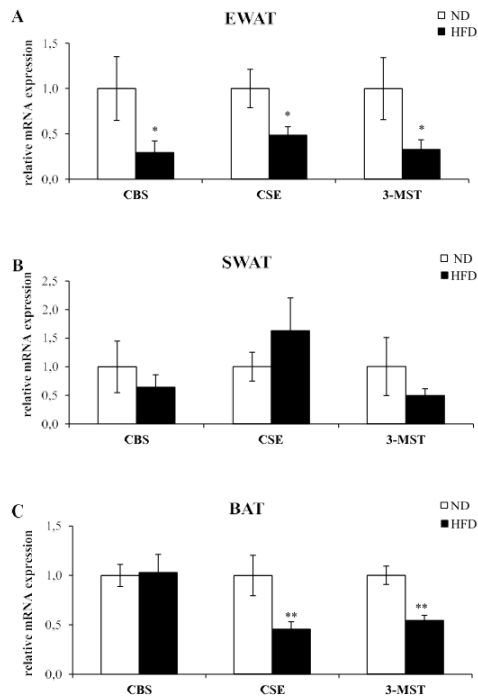 A
EWAT
ND
HFD
relative mRNA expression
1,5
1,0
0,5
0,0
*
*
*
CBS
CSE
3-MST
B
SWAT
ND
HFD
relative mRNA expression
2,5
2,0
1,5
1,0
0,5
0,0
CBS
CSE
3-MST
C
BAT
ND
HFD
relative mRNA expression
1,5
1,0
0,5
0,0
**
**
CBS
CSE
3-MST